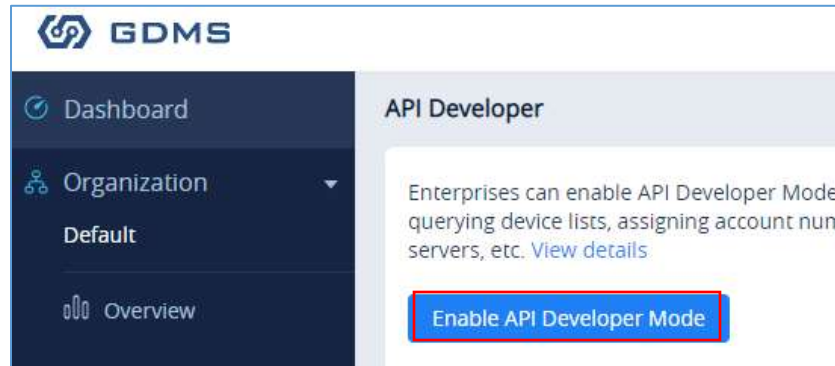 GDMS
Dashboard
Organization
Default
Overview
API Developer
Enterprises can enable API Developer Mode
querying device lists, assigning account num
servers, etc. View details
Enable API Developer Mode